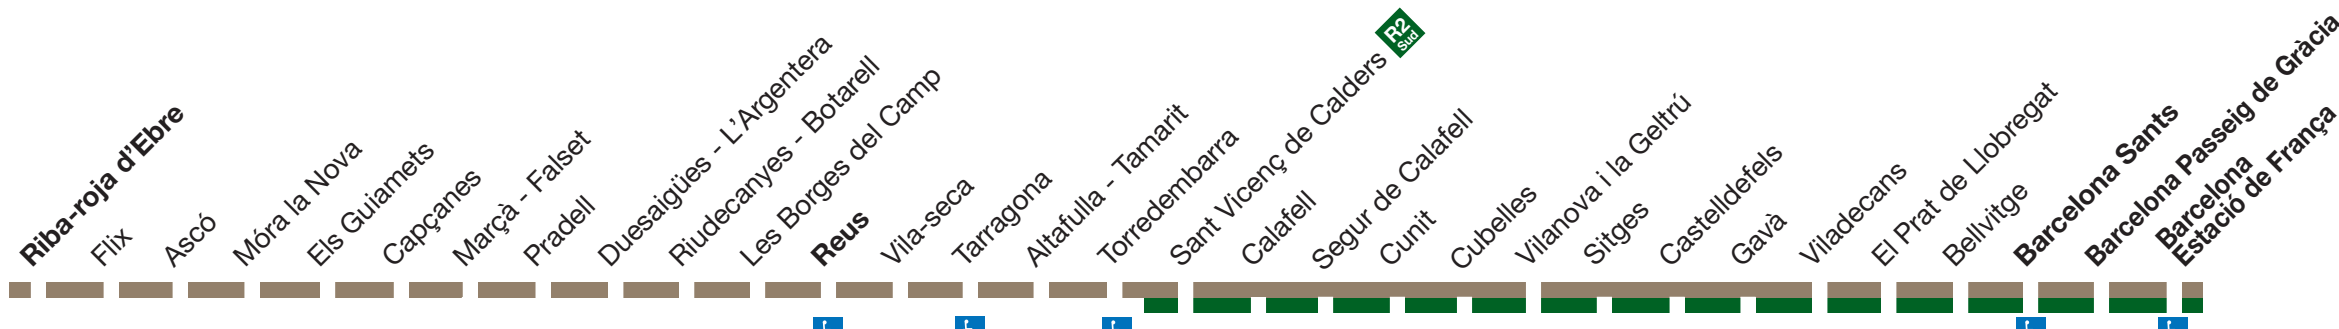 Riba-roja d'Ebre
Flix
Ascó
Móra la Nova
Els Guiamets
Capçanes
Marçà - Falset
Pradell
Duesaigües - L'Argentera
Riudecanyes - Botarell
Les Borges del Camp
Reus
Vila-seca
Tarragona
Altafulla - Tamarit
Torredembarra
Sant Vicenç de Calders
R2
Sud
Calafell
Segur de Calafell
Cunit
Cubelles
Vilanova i la Geltrú
Sitges
Castelldefels
Gavà
Viladecans
El Prat de Llobregat
Bellvitge
Barcelona Sants
Barcelona Passeig de Gràcia
Barcelona
Estació de França